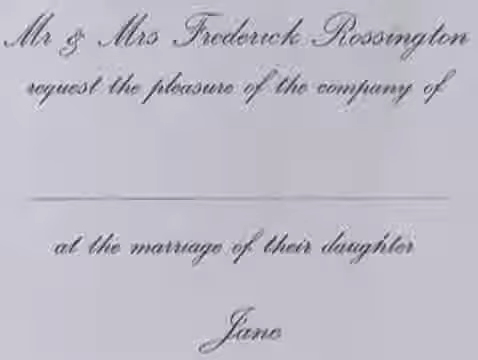 Mr & Mrs Frederick Rossington
request the pleasure of the company of
at the marriage of their daughter
Jane